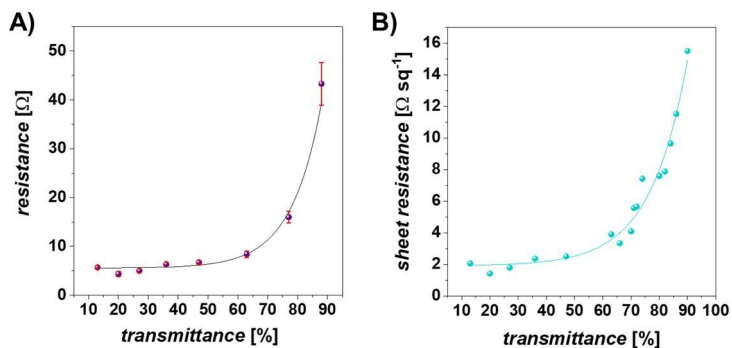 A)
resistance [Ω]
50
40
30
20
10
0
10 20 30 40 50 60 70 80 90
transmittance [%]
B)
sheet resistance [Ω sq⁻¹]
16
14
12
10
8
6
4
2
0
10 20 30 40 50 60 70 80 90 100
transmittance [%]